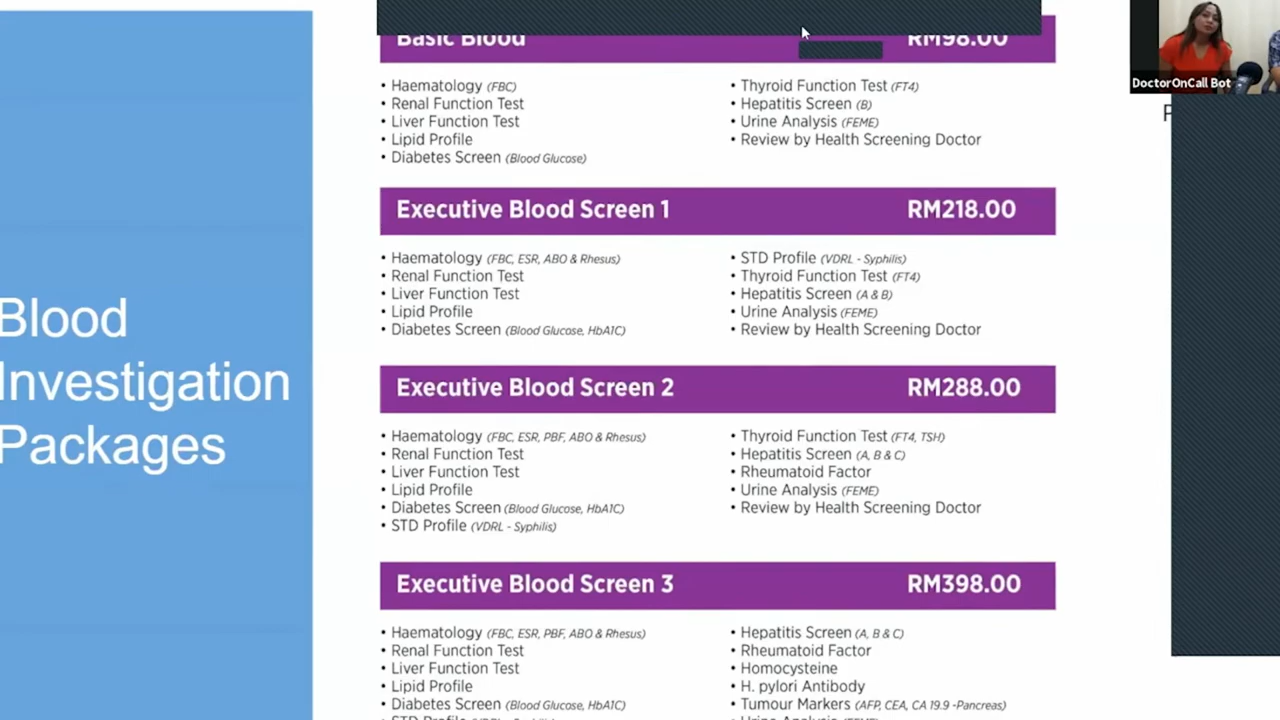 Blood
Investigation
Packages
Basic Blood RM98.00
• Haematology (FBC)
• Renal Function Test
• Liver Function Test
• Lipid Profile
• Diabetes Screen (Blood Glucose)
• Thyroid Function Test (FT4)
• Hepatitis Screen (B)
• Urine Analysis (FEME)
• Review by Health Screening Doctor
Executive Blood Screen 1 RM218.00
• Haematology (FBC, ESR, ABO & Rhesus)
• Renal Function Test
• Liver Function Test
• Lipid Profile
• Diabetes Screen (Blood Glucose, HbA1C)
• STD Profile (VDRL - Syphilis)
• Thyroid Function Test (FT4)
• Hepatitis Screen (A & B)
• Urine Analysis (FEME)
• Review by Health Screening Doctor
Executive Blood Screen 2 RM288.00
• Haematology (FBC, ESR, PBF, ABO & Rhesus)
• Renal Function Test
• Liver Function Test
• Lipid Profile
• Diabetes Screen (Blood Glucose, HbA1C)
• STD Profile (VDRL - Syphilis)
• Thyroid Function Test (FT4, TSH)
• Hepatitis Screen (A, B & C)
• Rheumatoid Factor
• Urine Analysis (FEME)
• Review by Health Screening Doctor
Executive Blood Screen 3 RM398.00
• Haematology (FBC, ESR, PBF, ABO & Rhesus)
• Renal Function Test
• Liver Function Test
• Lipid Profile
• Diabetes Screen (Blood Glucose, HbA1C)
• Hepatitis Screen (A, B & C)
• Rheumatoid Factor
• Homocysteine
• H. pylori Antibody
• Tumour Markers (AFP, CEA, CA 19.9 -Pancreas)
DoctorOnCall Bot